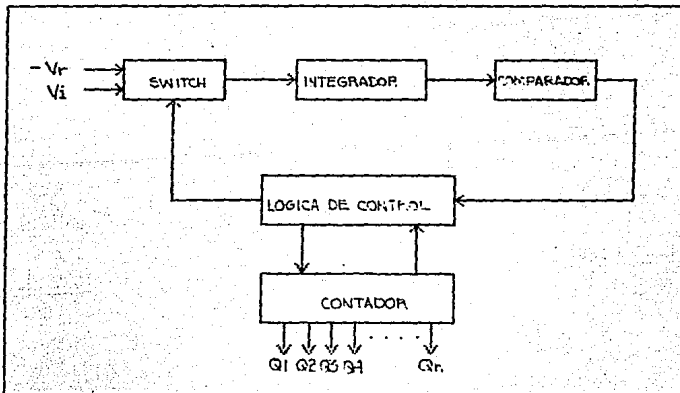 -Vr
Vi
SWITCH
INTEGRADOR
COMPARADOR
LOGICA DE CONTROL
CONTADOR
Q1 Q2 Q3 Q4 ..... Qn